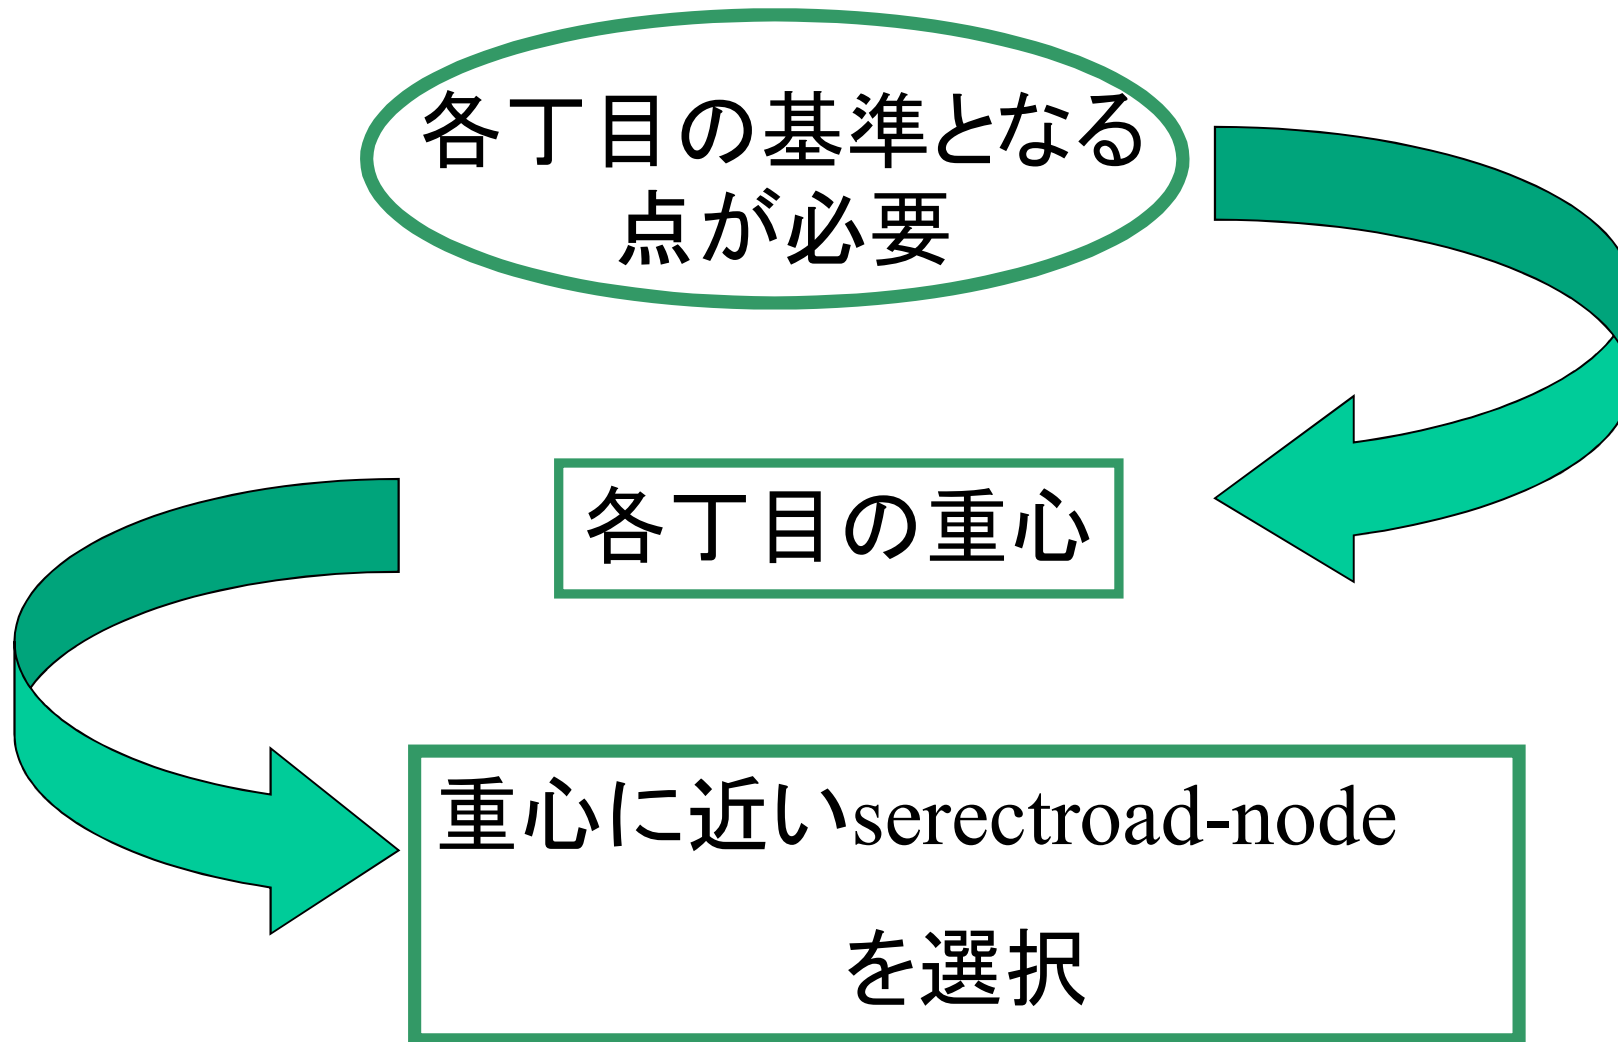 各丁目の基準となる
点が必要
各丁目の重心
重心に近いserectroad-node
を選択